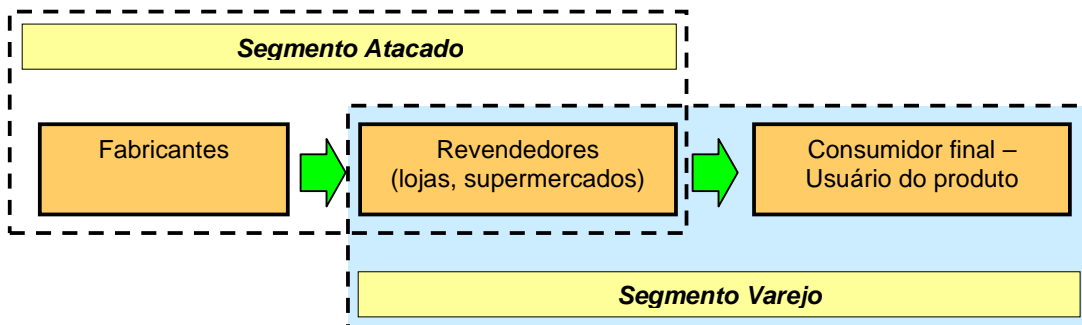 Segmento Atacado
Fabricantes
Revendedores
(lojas, supermercados)
Consumidor final –
Usuário do produto
Segmento Varejo